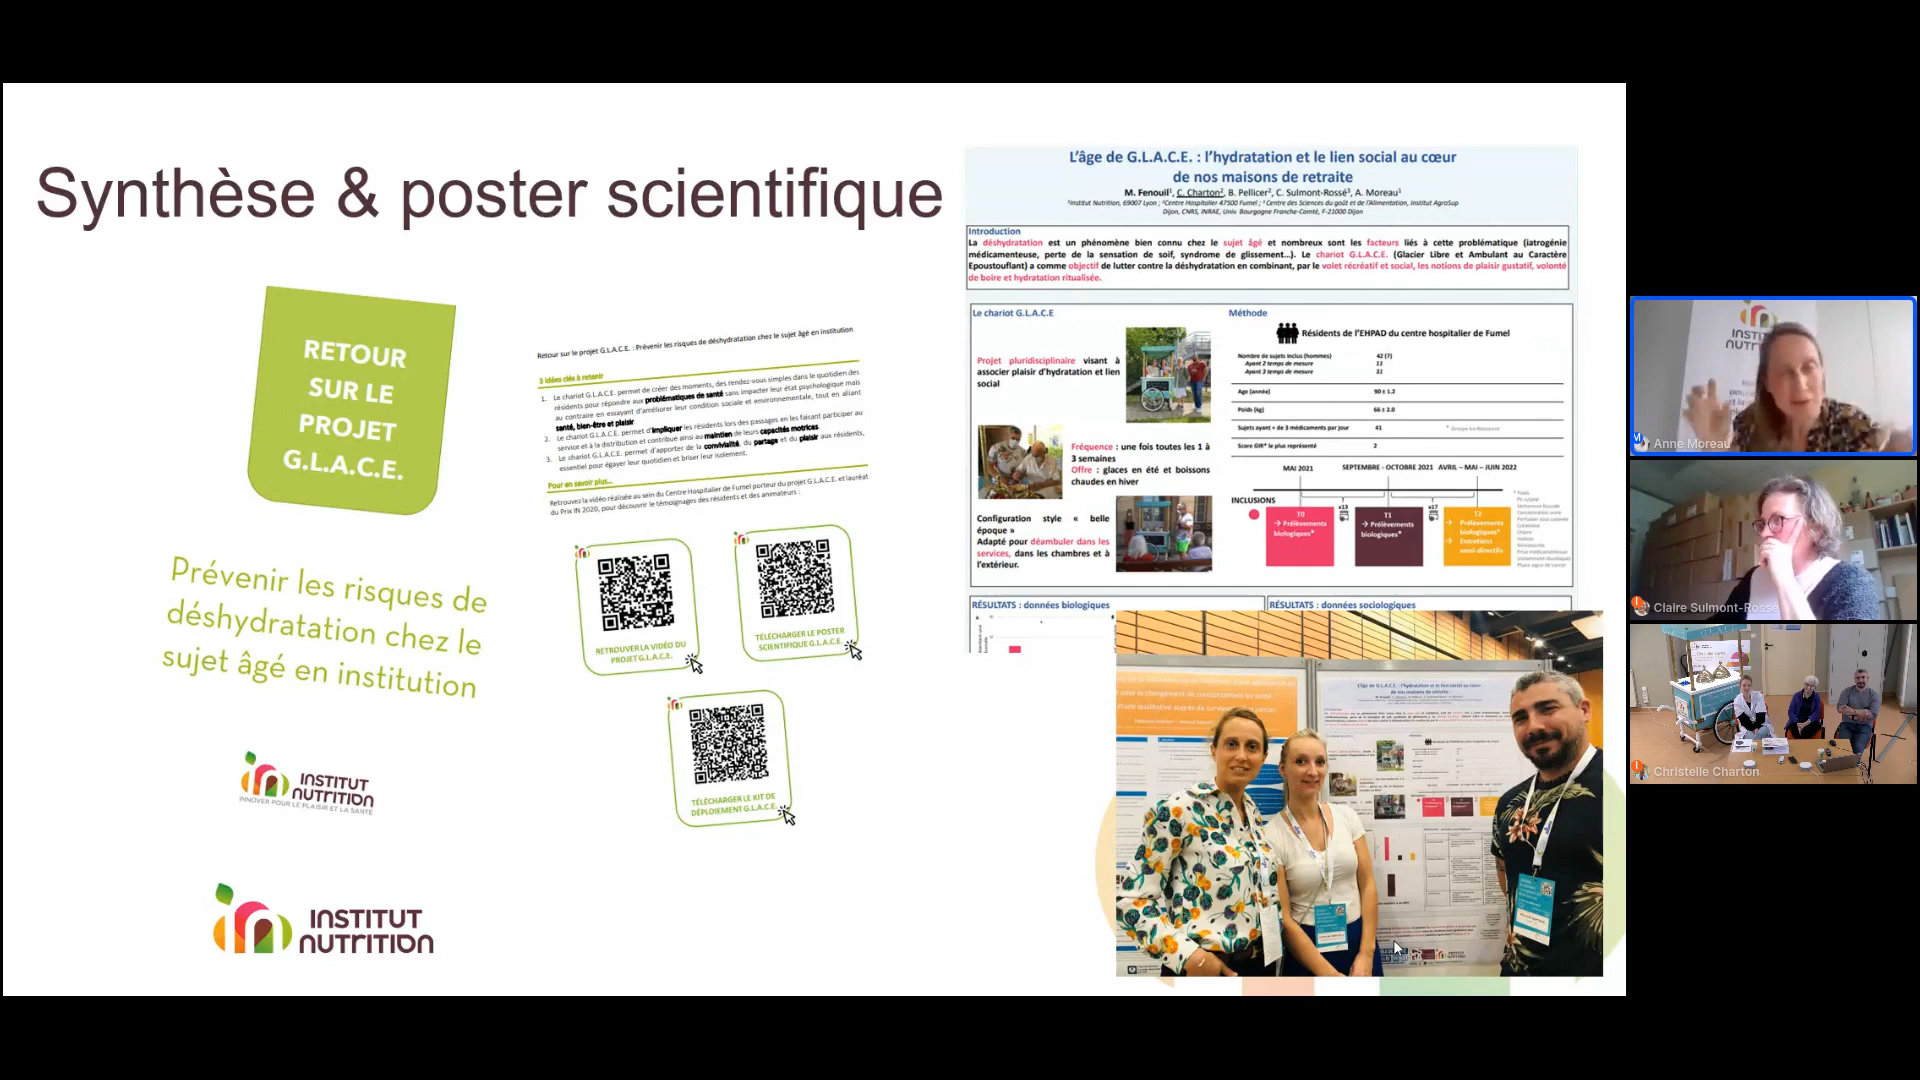 Synthèse & poster scientifique
RETOUR
SUR LE
PROJET
G.L.A.C.E.
Prévenir les risques de
déshydratation chez le
sujet âgé en institution
INSTITUT
NUTRITION
INNOVER POUR LE PLAISIR ET LA SANTÉ
INSTITUT
NUTRITION
Retour sur le projet G.L.A.C.E. : Prévenir les risques de déshydratation chez le sujet âgé en institution
3 idées clés à retenir
1. Le chariot G.L.A.C.E. permet de créer des moments, des rendez-vous simples dans le quotidien des
résidents pour répondre aux problématiques de santé sans impacter leur état psychologique mais
au contraire en essayant d'améliorer leur condition sociale et environnementale, tout en alliant
santé, bien-être et plaisir
2. Le chariot G.L.A.C.E. permet d'impliquer les résidents lors des passages en les faisant participer au
service et à la distribution et contribue ainsi au maintien de leurs capacités motrices.
3. Le chariot G.L.A.C.E. permet d'apporter de la convivialité, du partage et du plaisir aux résidents,
essentiel pour égayer leur quotidien et briser leur isolement.
Pour en savoir plus...
Retrouvez la vidéo réalisée au sein du Centre Hospitalier de Fumel porteur du projet G.L.A.C.E. et lauréat
du Prix IN 2020, pour découvrir le témoignages des résidents et des animateurs :
RETROUVER LA VIDÉO DU
PROJET G.L.A.C.E.
TÉLÉCHARGER LE POSTER
SCIENTIFIQUE G.L.A.C.E.
TÉLÉCHARGER LE KIT DE
DÉPLOIEMENT G.L.A.C.E.
L'âge de G.L.A.C.E. : l'hydratation et le lien social au cœur
de nos maisons de retraite
M. Fenouil¹, C. Charton², B. Pellicer², C. Sulmont-Rossé³, A. Moreau¹
¹Institut Nutrition, 69007 Lyon ; ²Centre Hospitalier 47500 Fumel ; ³ Centre des Sciences du goût et de l'Alimentation, Institut AgroSup
Dijon, CNRS, INRAE, Univ. Bourgogne Franche-Comté, F-21000 Dijon
Introduction
La déshydratation est un phénomène bien connu chez le sujet âgé et nombreux sont les facteurs liés à cette problématique (iatrogénie
médicamenteuse, perte de la sensation de soif, syndrome de glissement...). Le chariot G.L.A.C.E. (Glacier Libre et Ambulant au Caractère
Epoustouflant) a comme objectif de lutter contre la déshydratation en combinant, par le volet récréatif et social, les notions de plaisir gustatif, volonté
de boire et hydratation ritualisée.
Le chariot G.L.A.C.E
Projet pluridisciplinaire visant à
associer plaisir d'hydratation et lien
social
Fréquence : une fois toutes les 1 à
3 semaines
Offre : glaces en été et boissons
chaudes en hiver
Configuration style « belle
époque »
Adapté pour déambuler dans les
services, dans les chambres et à
l'extérieur.
Méthode
Résidents de l'EHPAD du centre hospitalier de Fumel
Nombre de sujets inclus (hommes) 42 (7)
Ayant 2 temps de mesure 11
Ayant 3 temps de mesure 21
Age (année) 90 ± 1.2
Poids (kg) 66 ± 2.0
Sujets ayant + de 3 médicaments par jour 41
Score GIR* le plus représenté 2
MAI 2021 SEPTEMBRE - OCTOBRE 2021 AVRIL – MAI – JUIN 2022
INCLUSIONS
T0
→ Prélèvements
biologiques*
x13
T1
→ Prélèvements
biologiques*
x17
T2
→ Prélèvements
biologiques*
→ Entretiens
semi-directifs
RÉSULTATS : données biologiques
RÉSULTATS : données sociologiques
Anne Moreau
Claire Sulmont-Rossé
Christelle Charton